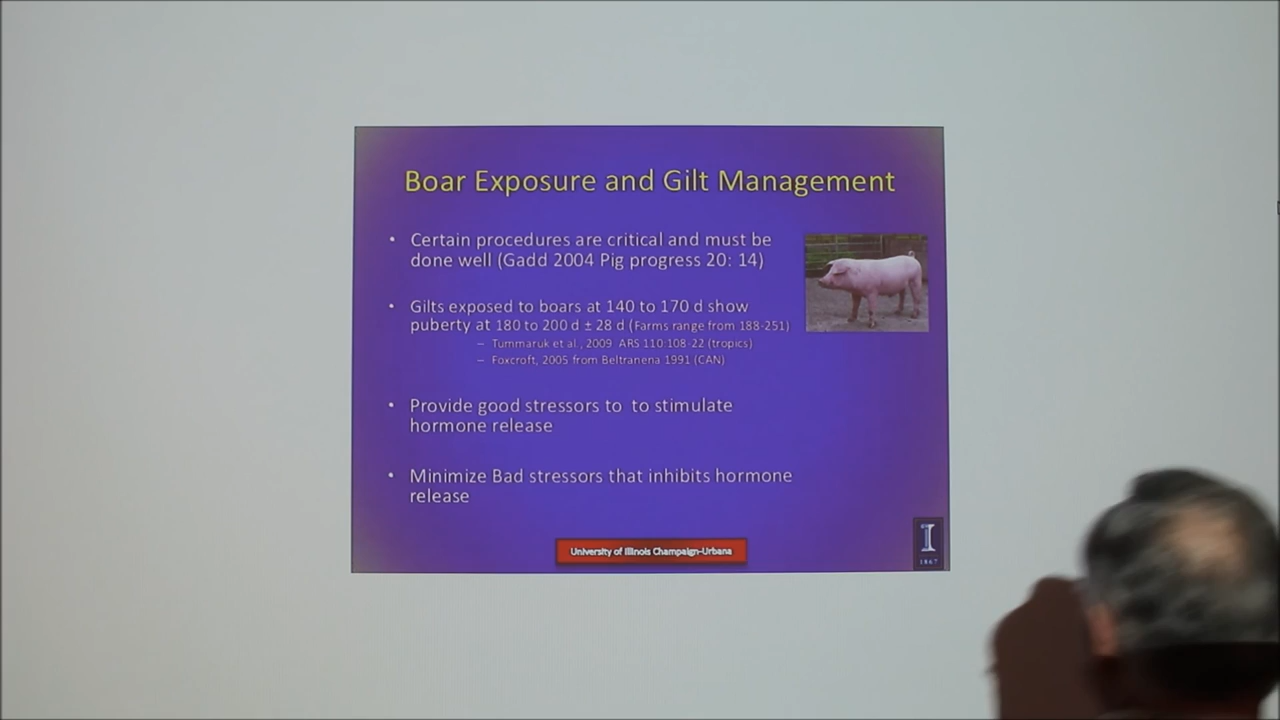 Boar Exposure and Gilt Management
• Certain procedures are critical and must be
done well (Gadd 2004 Pig progress 20: 14)
• Gilts exposed to boars at 140 to 170 d show
puberty at 180 to 200 d ± 28 d (Farms range from 188-251)
– Tummaruk et al., 2009 ARS 110:108-22 (tropics)
– Foxcroft, 2005 from Beltranena 1991 (CAN)
• Provide good stressors to to stimulate
hormone release
• Minimize Bad stressors that inhibits hormone
release
University of Illinois Champaign-Urbana
I
1867